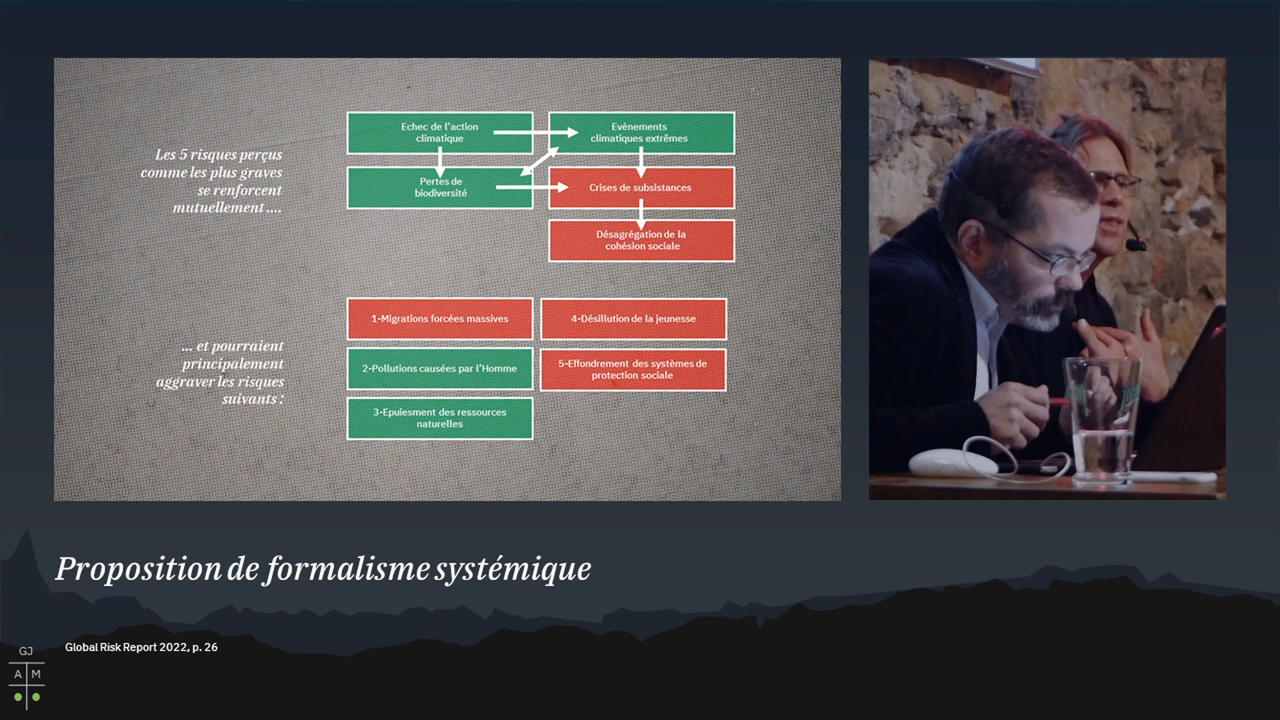 Les 5 risques perçus
comme les plus graves
se renforcent
mutuellement ....
Echec de l'action
climatique
Evènements
climatiques extrêmes
Pertes de
biodiversité
Crises de subsistances
Désagrégation de la
cohésion sociale
... et pourraient
principalement
aggraver les risques
suivants :
1-Migrations forcées massives
4-Désillution de la jeunesse
2-Pollutions causées par l'Homme
5-Effondrement des systèmes de
protection sociale
3-Epuiesment des ressources
naturelles
Proposition de formalisme systémique
Global Risk Report 2022, p. 26
GJ
A M